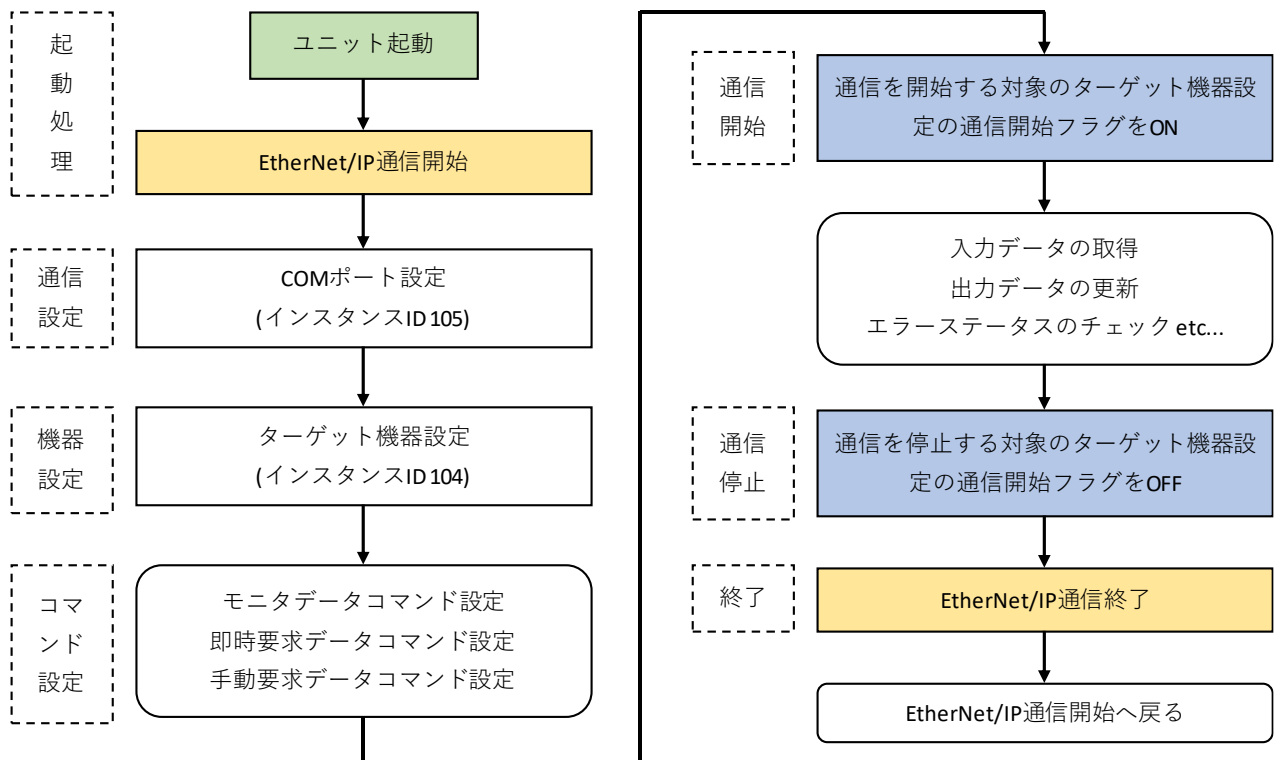 起
動
処
理
ユニット起動
EtherNet/IP通信開始
通信
設定
COMポート設定
(インスタンスID 105)
機器
設定
ターゲット機器設定
(インスタンスID 104)
コマ
ンド
設定
モニタデータコマンド設定
即時要求データコマンド設定
手動要求データコマンド設定
通信
開始
通信を開始する対象のターゲット機器設
定の通信開始フラグをON
入力データの取得
出力データの更新
エラーステータスのチェック etc...
通信
停止
通信を停止する対象のターゲット機器設
定の通信開始フラグをOFF
終了
EtherNet/IP通信終了
EtherNet/IP通信開始へ戻る